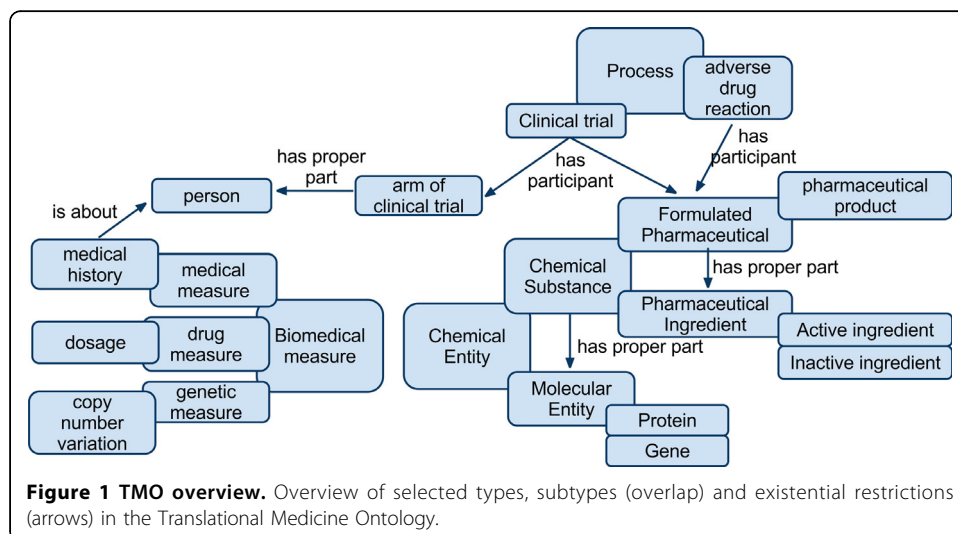 Process
adverse
drug
reaction
Clinical trial
has
participant
has
participant
has proper
part
arm of
clinical trial
person
is about
pharmaceutical
product
Formulated
Pharmaceutical
medical
history
medical
measure
Chemical
Substance
has proper part
Pharmaceutical
Ingredient
Active ingredient
Inactive ingredient
dosage
drug
measure
Biomedical
measure
Chemical
Entity
has proper part
copy
number
variation
genetic
measure
Molecular
Entity
Protein
Gene
Figure 1 TMO overview. Overview of selected types, subtypes (overlap) and existential restrictions
(arrows) in the Translational Medicine Ontology.